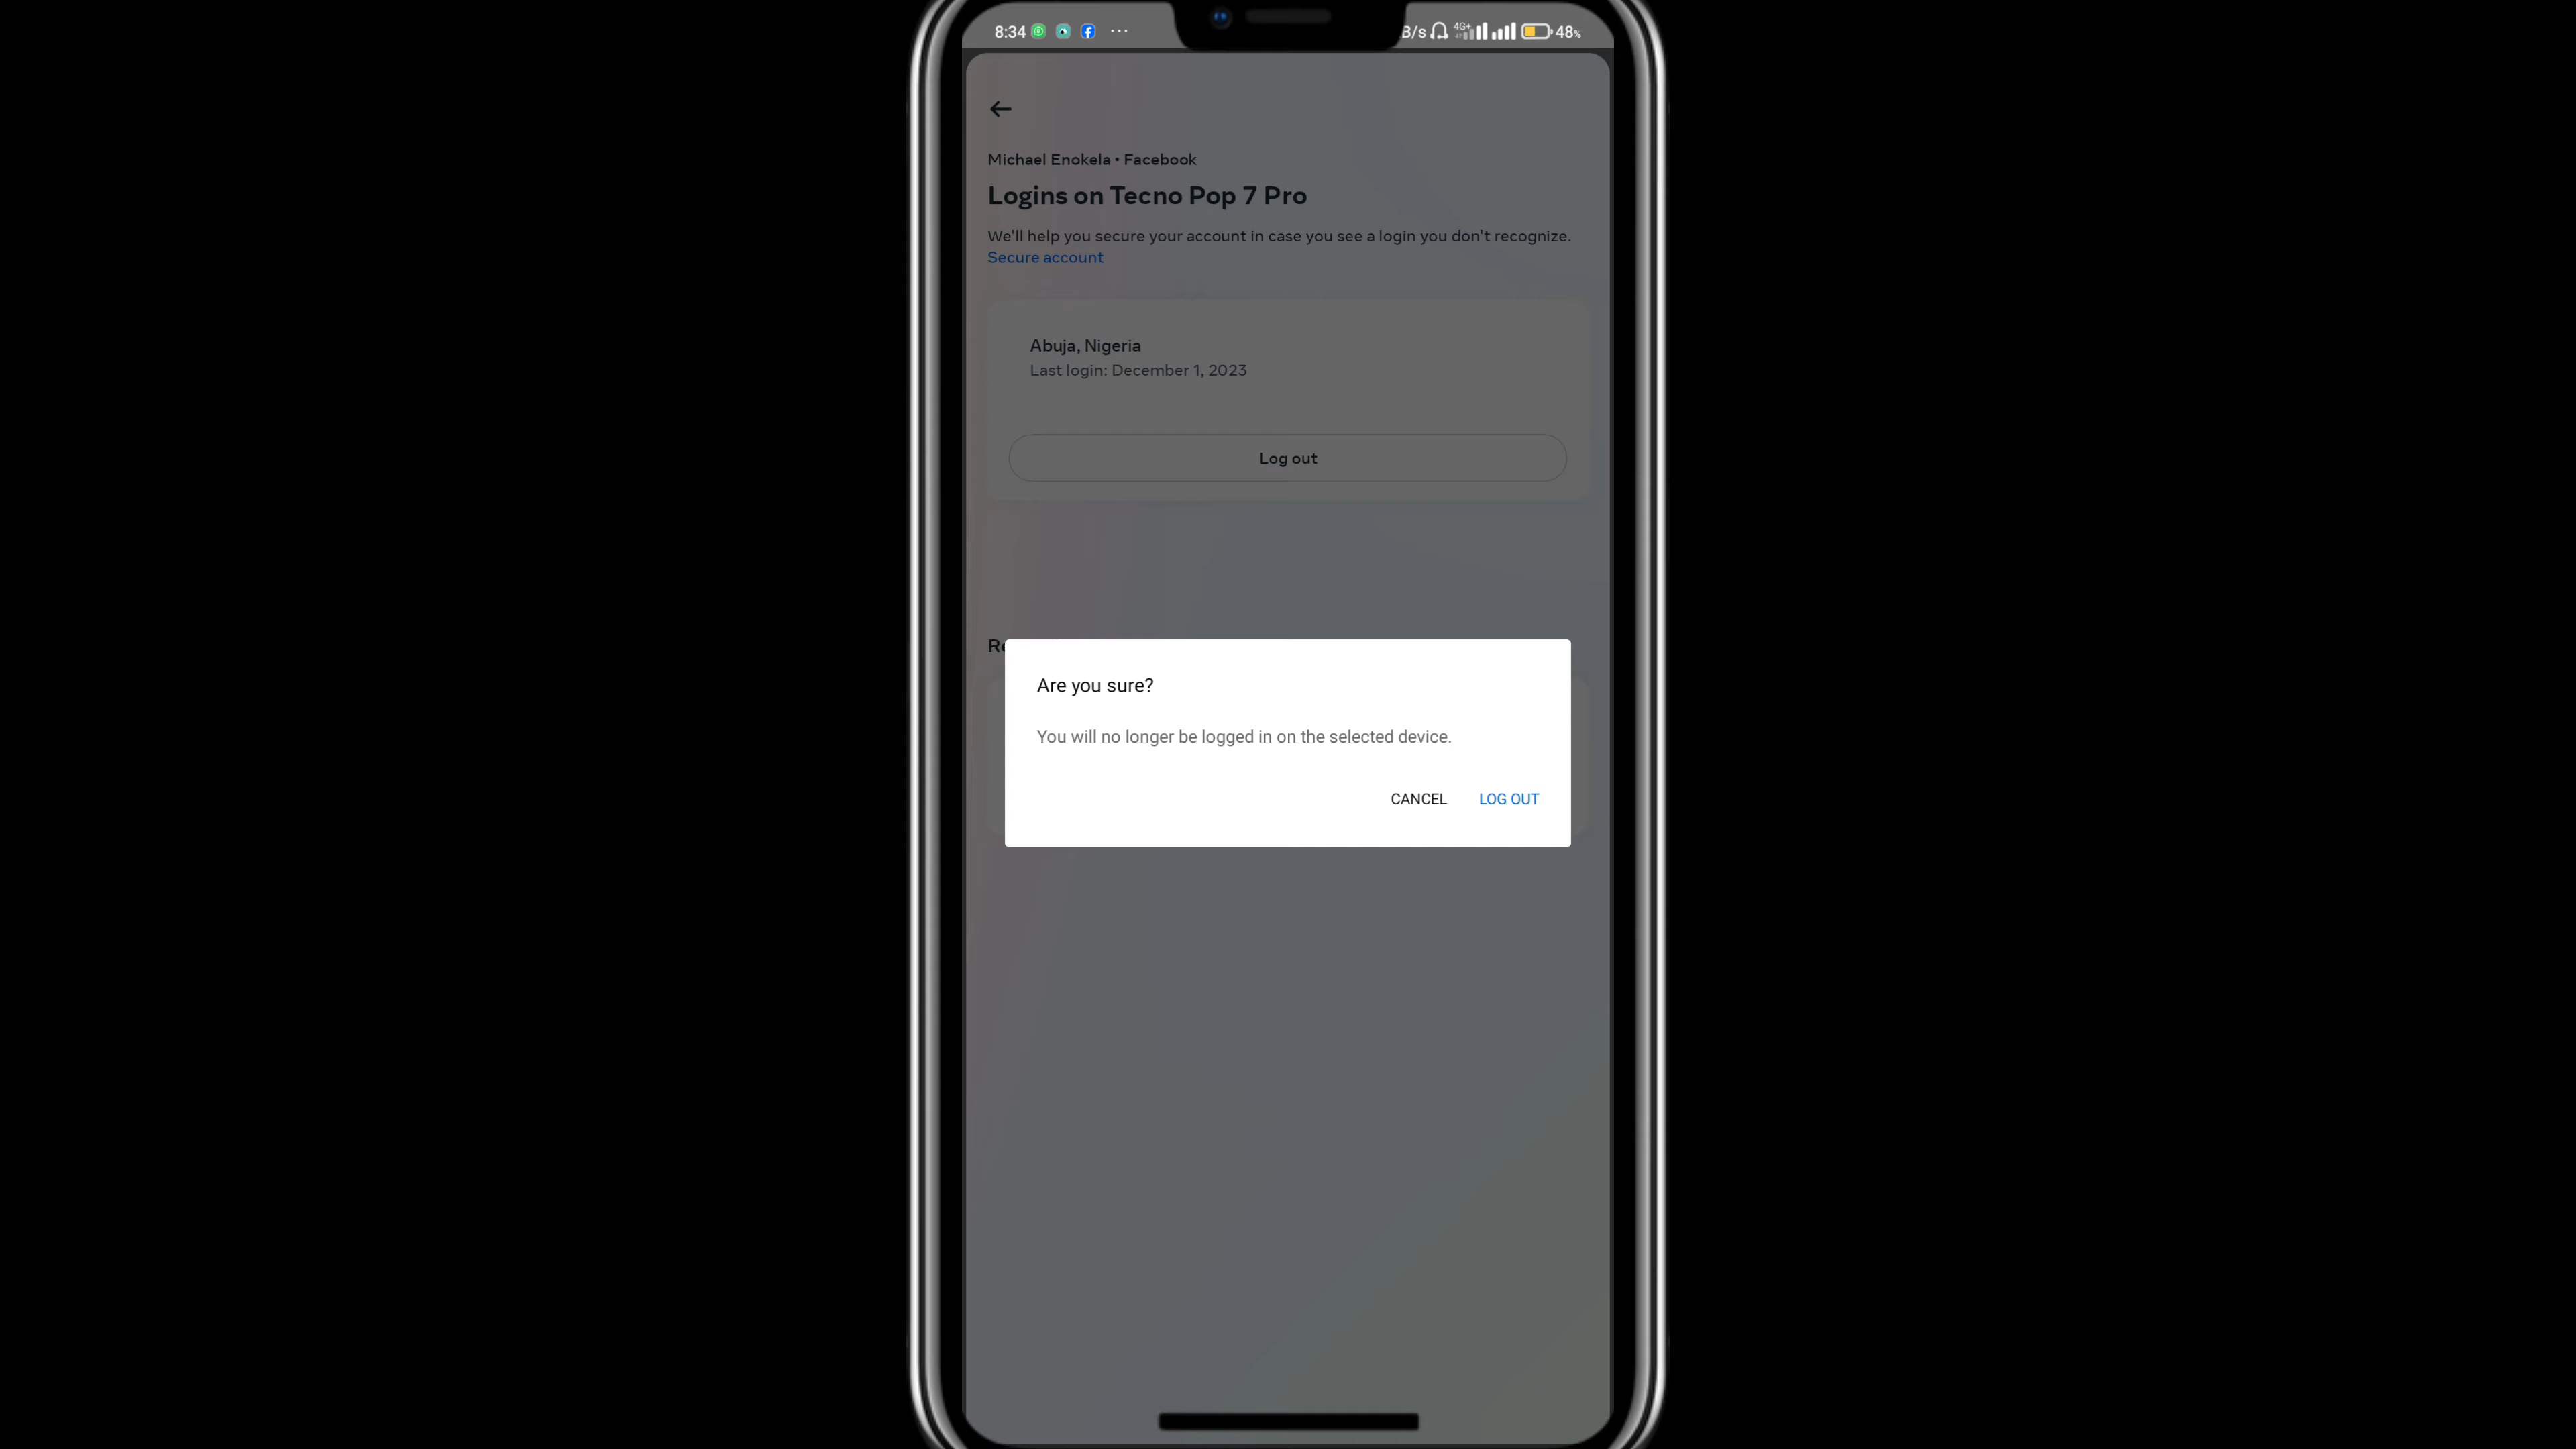 8:34 ... B/s 4G+ 48%
Michael Enokela • Facebook
Logins on Tecno Pop 7 Pro
We'll help you secure your account in case you see a login you don't recognize.
Secure account
Abuja, Nigeria
Last login: December 1, 2023
Log out
Are you sure?
You will no longer be logged in on the selected device.
CANCEL LOG OUT